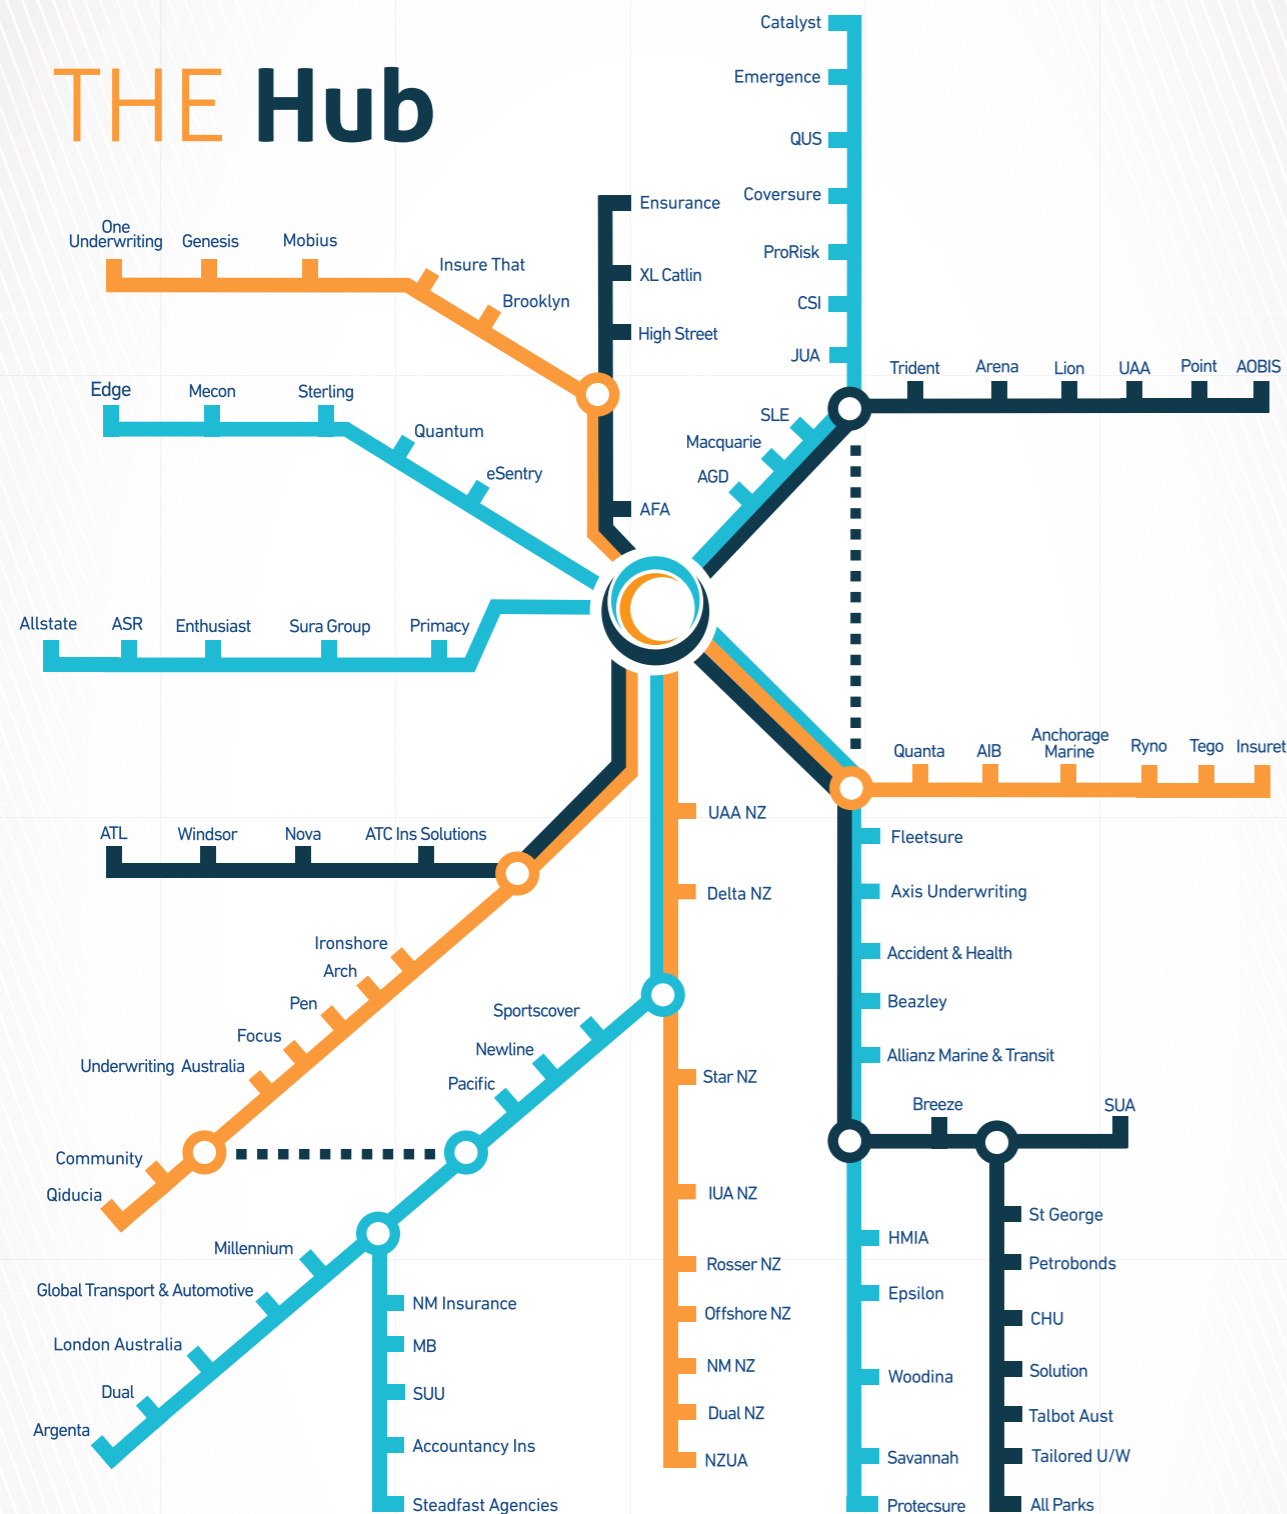 THE Hub
Catalyst
Emergence
QUS
Coversure
ProRisk
CSI
JUA
Ensurance
XL Catlin
High Street
AFA
One
Underwriting
Genesis
Mobius
Insure That
Brooklyn
Edge
Mecon
Sterling
Quantum
eSentry
SLE
Macquarie
AGD
Trident
Arena
Lion
UAA
Point
AOBIS
Allstate
ASR
Enthusiast
Sura Group
Primacy
Quanta
AIB
Anchorage
Marine
Ryno
Tego
Insuret
ATL
Windsor
Nova
ATC Ins Solutions
Ironshore
Arch
Pen
Focus
Underwriting Australia
Community
Qiducia
Sportscover
Newline
Pacific
Millennium
Global Transport & Automotive
London Australia
Dual
Argenta
NM Insurance
MB
SUU
Accountancy Ins
Steadfast Agencies
UAA NZ
Delta NZ
Star NZ
IUA NZ
Rosser NZ
Offshore NZ
NM NZ
Dual NZ
NZUA
Fleetsure
Axis Underwriting
Accident & Health
Beazley
Allianz Marine & Transit
Breeze
SUA
HMIA
Epsilon
Woodina
Savannah
Protecsure
St George
Petrobonds
CHU
Solution
Talbot Aust
Tailored U/W
All Parks